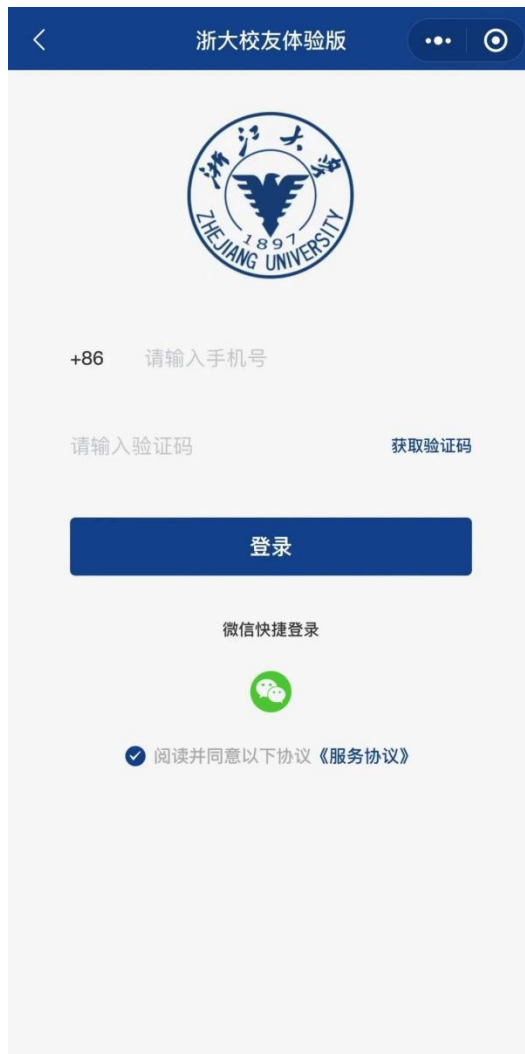 浙大校友体验版
浙江大学
1897
ZHEJIANG UNIVERSITY
+86 请输入手机号
请输入验证码 获取验证码
登录
微信快捷登录
阅读并同意以下协议《服务协议》